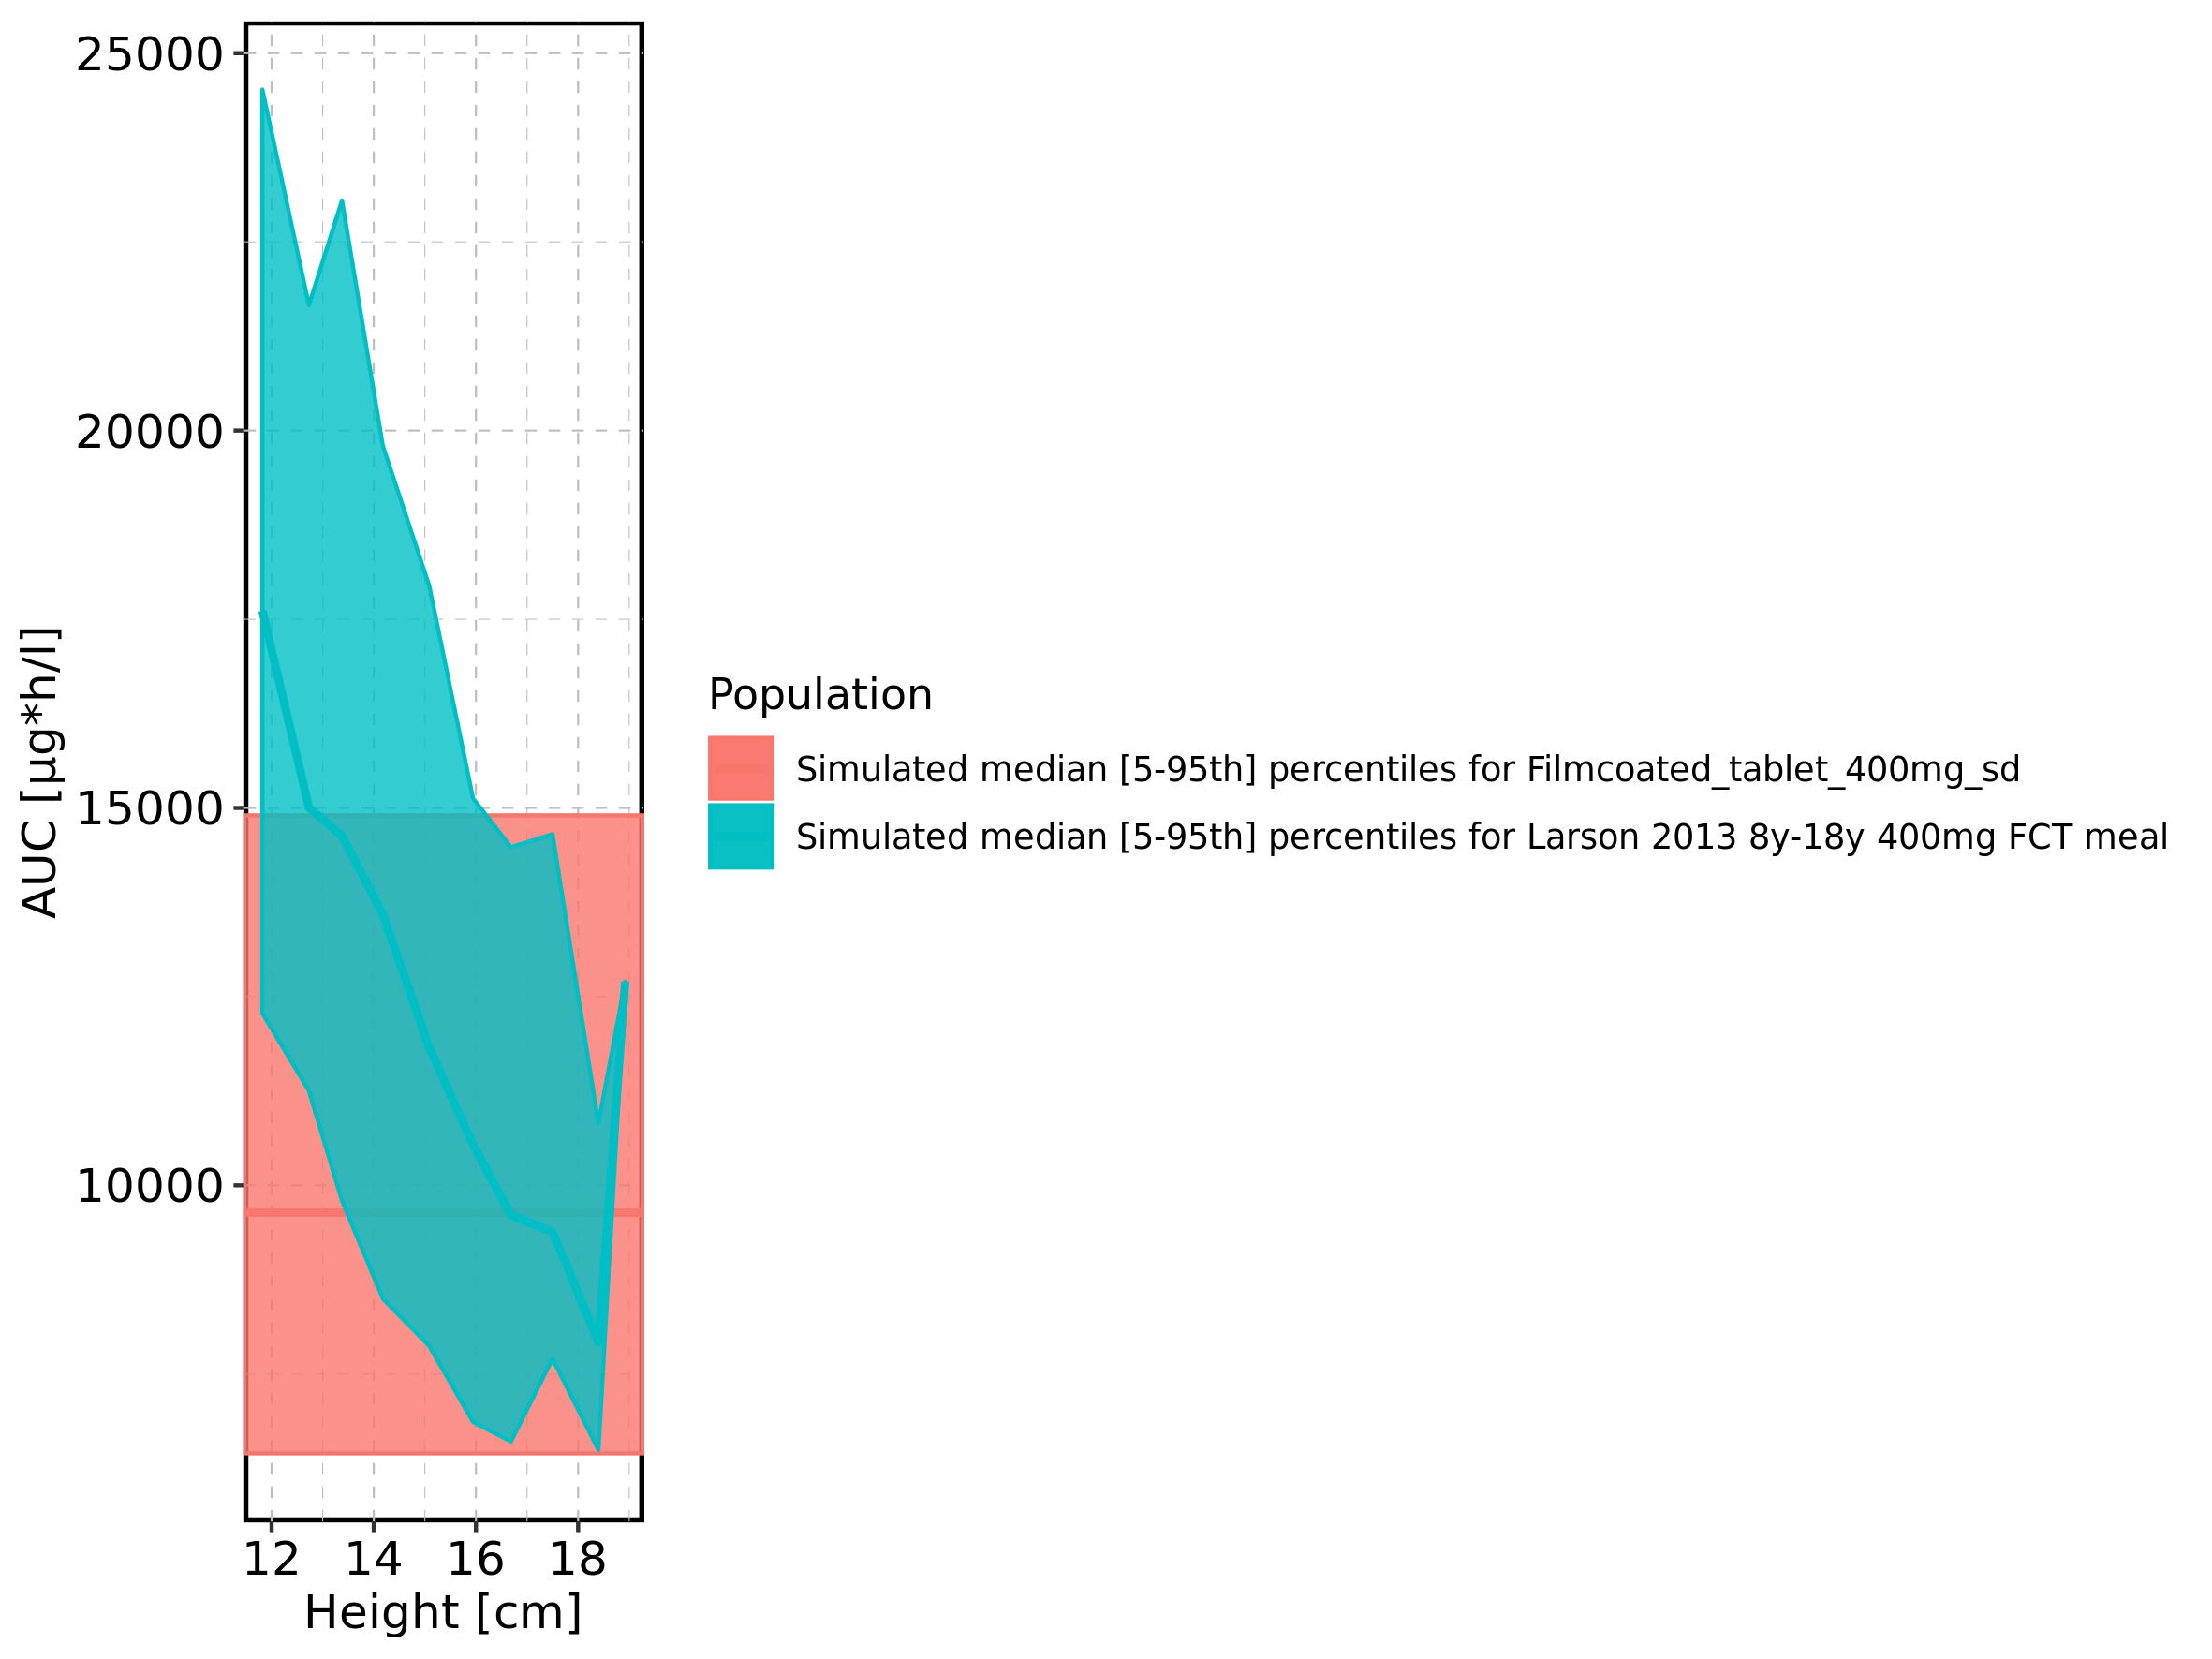 25000
20000
15000
10000
AUC [µg*h/l]
12 14 16 18
Height [cm]
Population
Simulated median [5-95th] percentiles for Filmcoated_tablet_400mg_sd
Simulated median [5-95th] percentiles for Larson 2013 8y-18y 400mg FCT meal